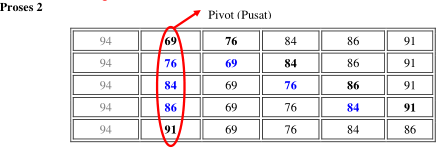 Proses 2
Pivot (Pusat)
94 69 76 84 86 91
94 76 69 84 86 91
94 84 69 76 86 91
94 86 69 76 84 91
94 91 69 76 84 86